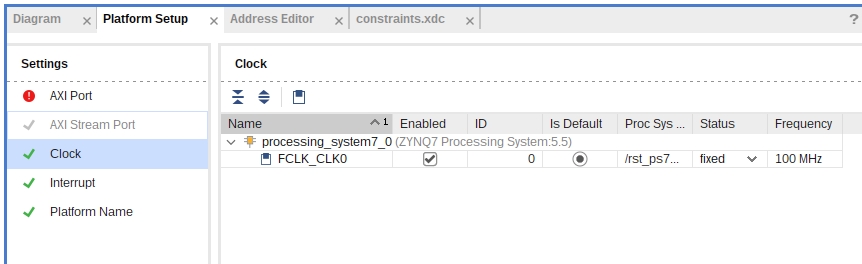 Diagram × Platform Setup × Address Editor × constraints.xdc × ?
Settings
AXI Port
AXI Stream Port
Clock
Interrupt
Platform Name
Clock
Name 1 Enabled ID Is Default Proc Sys ... Status Frequency
processing_system7_0 (ZYNQ7 Processing System:5.5)
FCLK_CLK0 0 /rst_ps7... fixed 100 MHz